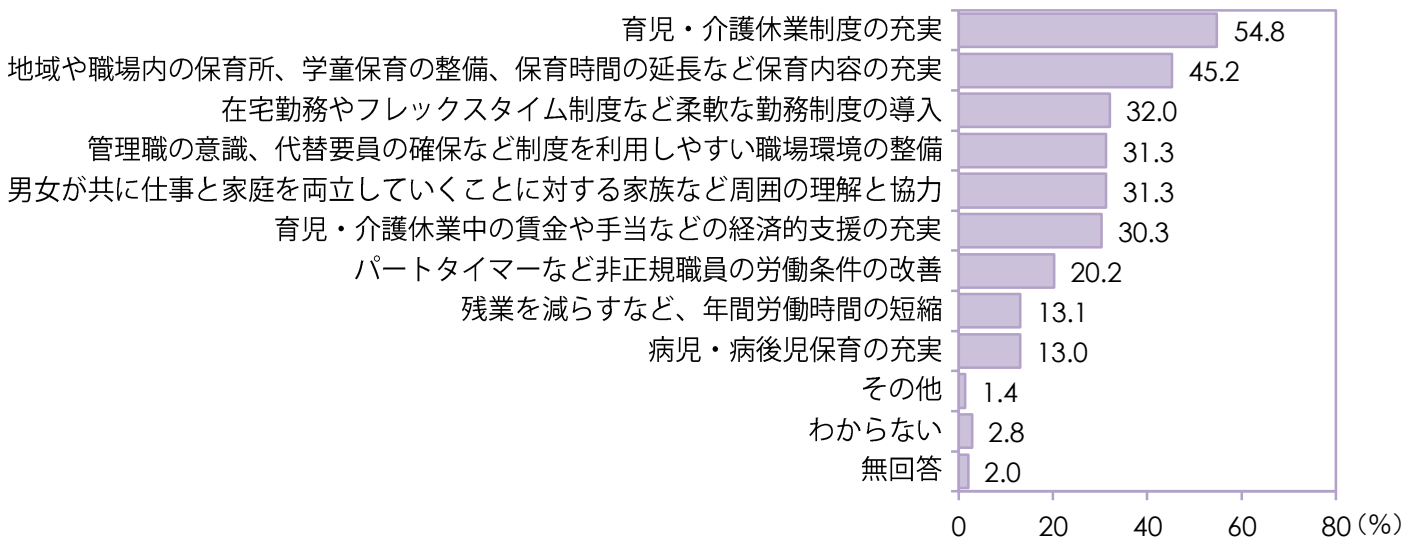 育児・介護休業制度の充実 54.8
地域や職場内の保育所、学童保育の整備、保育時間の延長など保育内容の充実 45.2
在宅勤務やフレックスタイム制度など柔軟な勤務制度の導入 32.0
管理職の意識、代替要員の確保など制度を利用しやすい職場環境の整備 31.3
男女が共に仕事と家庭を両立していくことに対する家族など周囲の理解と協力 31.3
育児・介護休業中の賃金や手当などの経済的支援の充実 30.3
パートタイマーなど非正規職員の労働条件の改善 20.2
残業を減らすなど、年間労働時間の短縮 13.1
病児・病後児保育の充実 13.0
その他 1.4
わからない 2.8
無回答 2.0
0 20 40 60 80 (%)